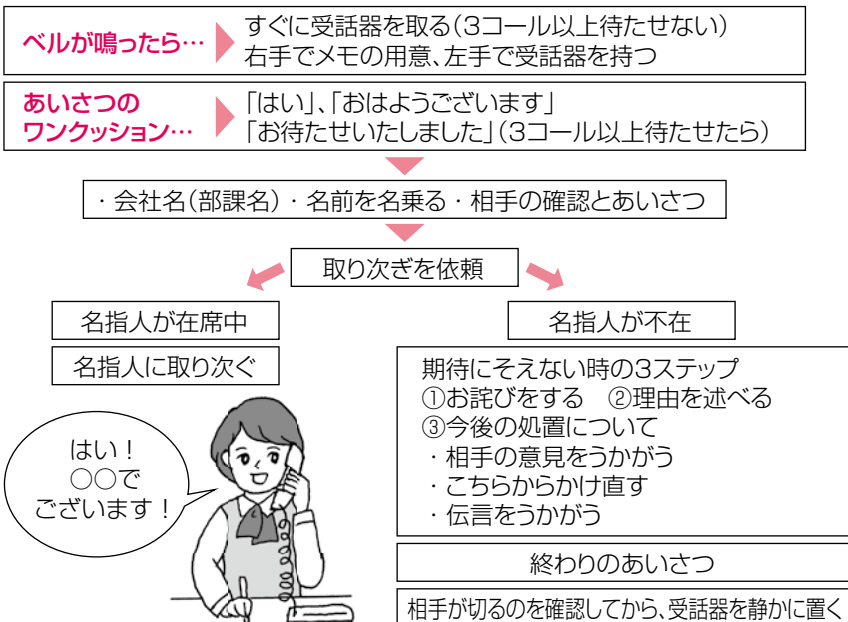 ベルが鳴ったら…
すぐに受話器を取る(3コール以上待たせない)
右手でメモの用意、左手で受話器を持つ
あいさつの
ワンクッション…
「はい」、「おはようございます」
「お待たせいたしました」(3コール以上待たせたら)
・会社名(部課名)・名前を名乗る・相手の確認とあいさつ
取り次ぎを依頼
名指人が在席中
名指人に取り次ぐ
はい!
○○で
ございます!
名指人が不在
期待にそえない時の3ステップ
①お詫びをする ②理由を述べる
③今後の処置について
・相手の意見をうかがう
・こちらからかけ直す
・伝言をうかがう
終わりのあいさつ
相手が切るのを確認してから、受話器を静かに置く